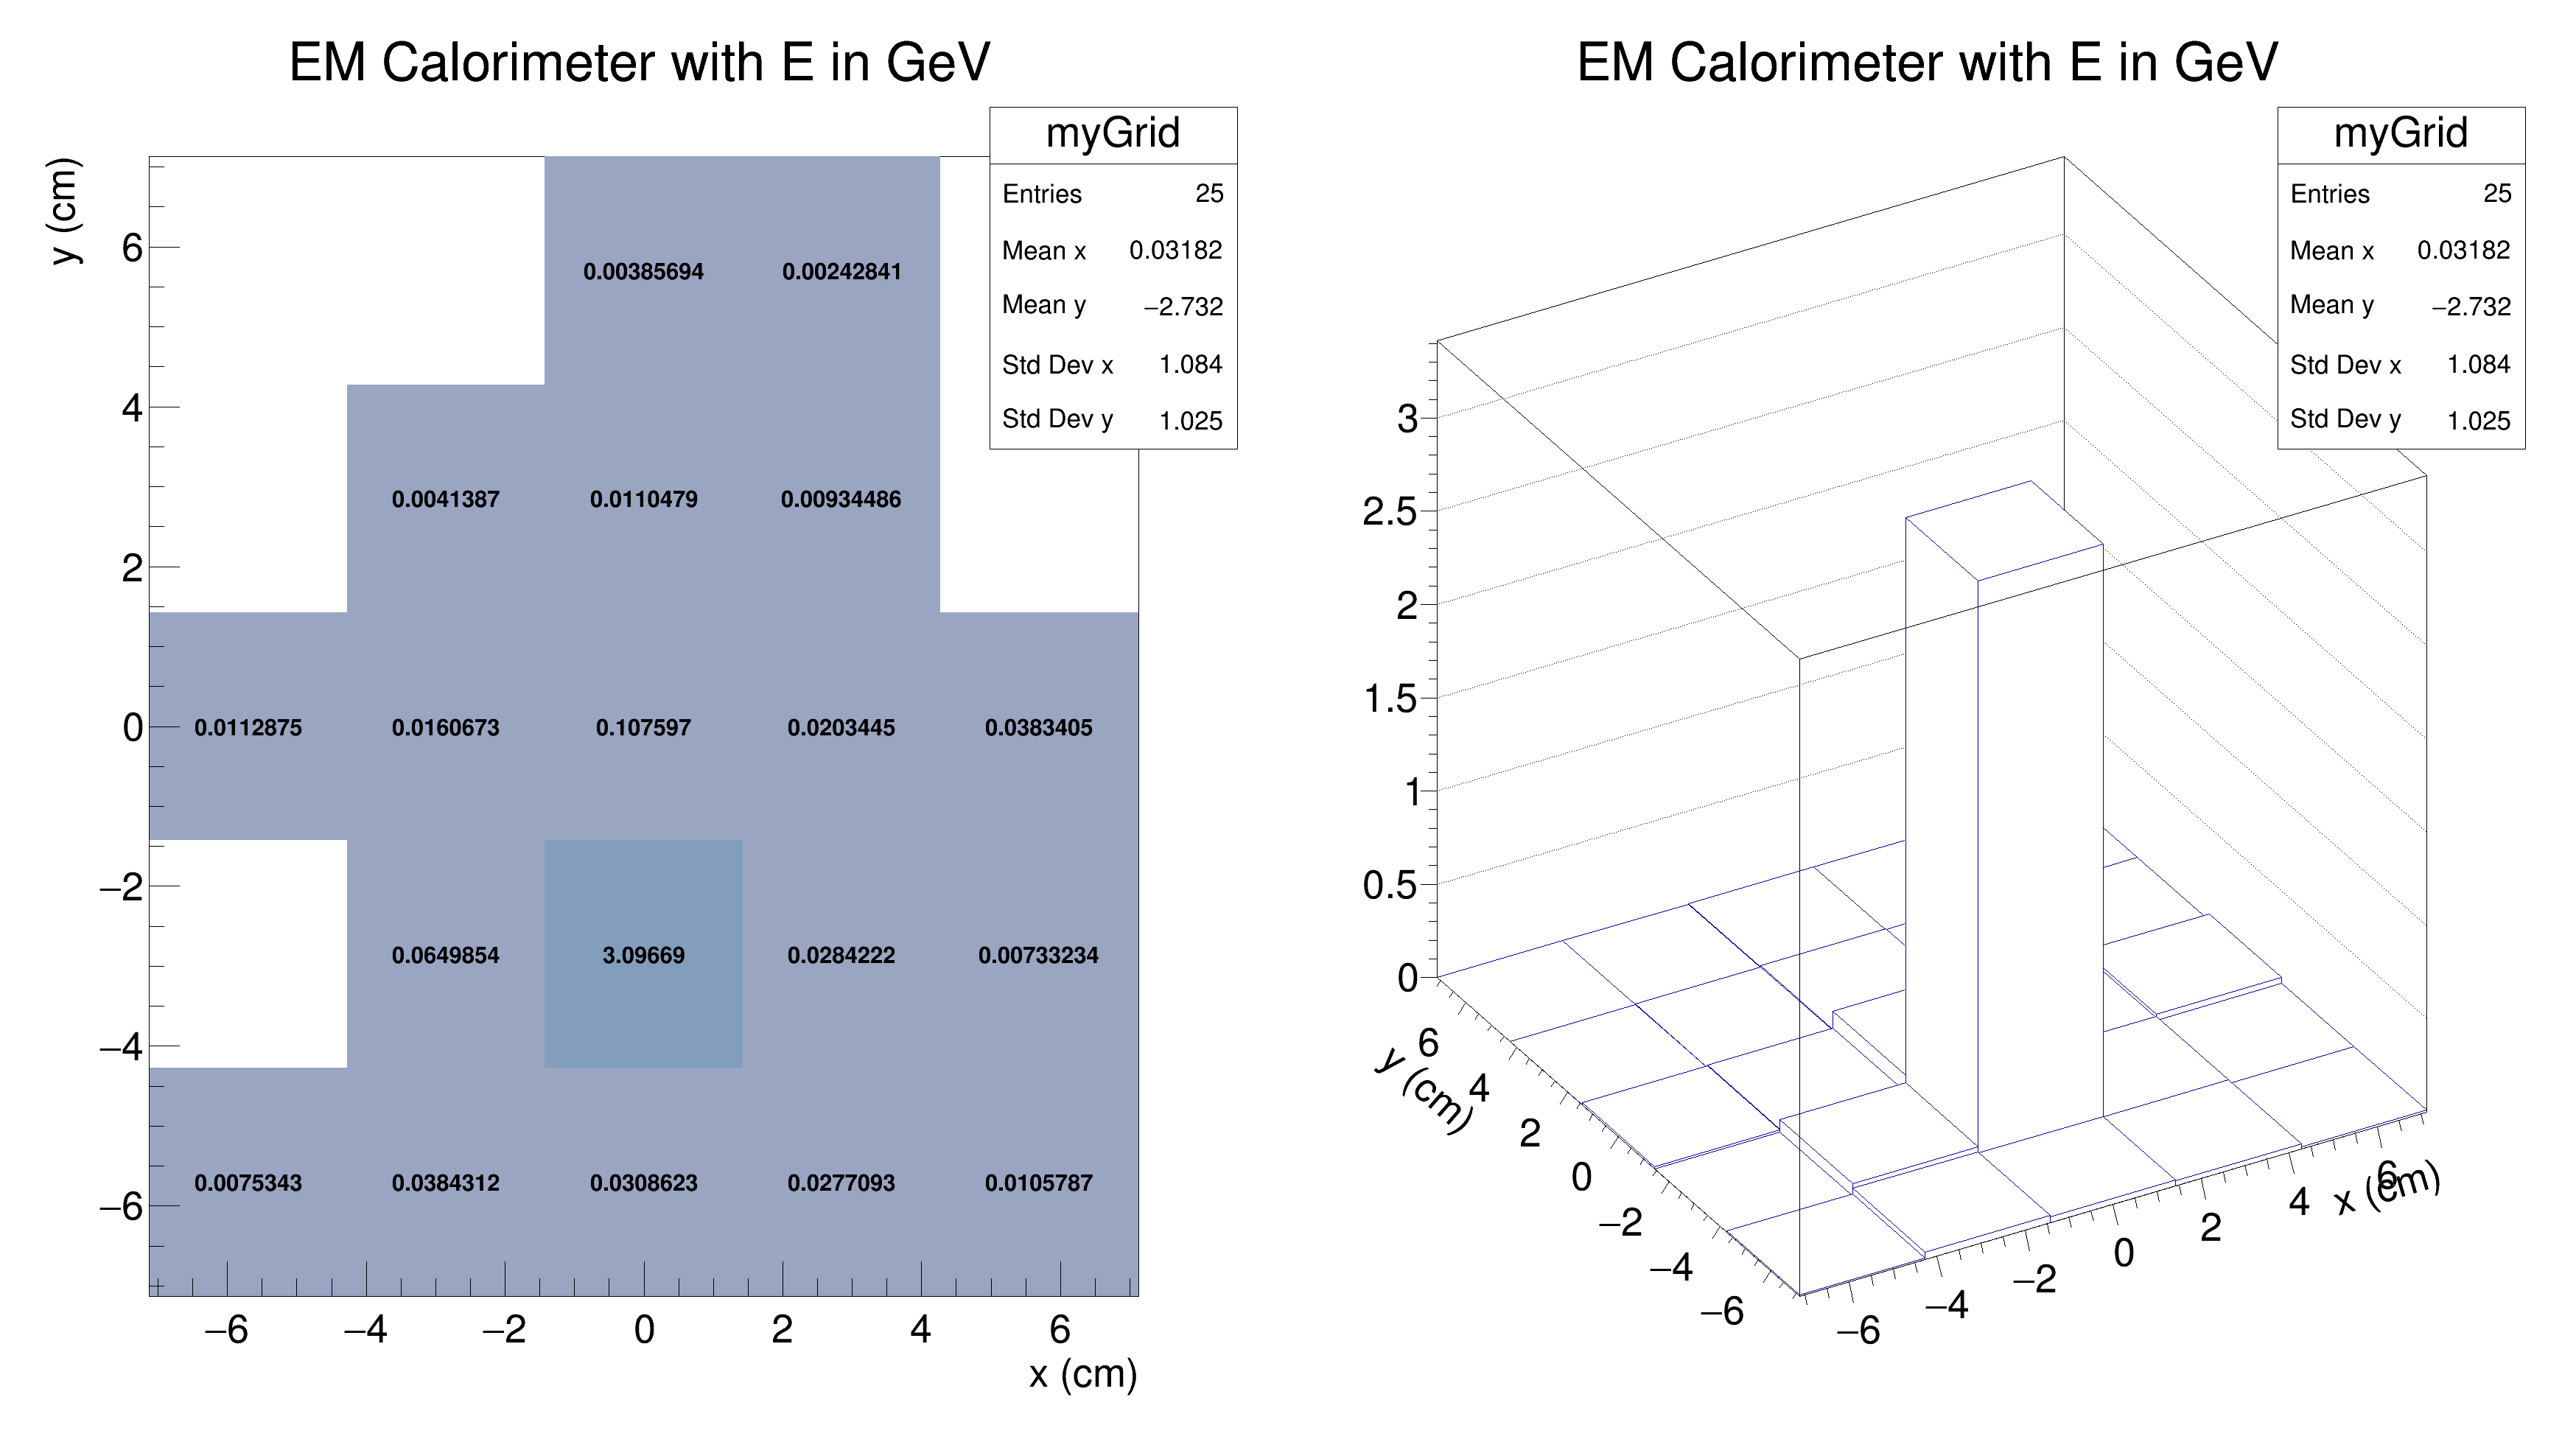 EM Calorimeter with E in GeV
myGrid
Entries 25
Mean x 0.03182
Mean y −2.732
Std Dev x 1.084
Std Dev y 1.025
y (cm)
6
4
2
0
−2
−4
−6
0.00385694 0.00242841
0.0041387 0.0110479 0.00934486
0.0112875 0.0160673 0.107597 0.0203445 0.0383405
0.0649854 3.09669 0.0284222 0.00733234
0.0075343 0.0384312 0.0308623 0.0277093 0.0105787
−6 −4 −2 0 2 4 6
x (cm)
EM Calorimeter with E in GeV
myGrid
Entries 25
Mean x 0.03182
Mean y −2.732
Std Dev x 1.084
Std Dev y 1.025
3
2.5
2
1.5
1
0.5
0
6
4
2
0
−2
−4
−6
y (cm)
−6
−4
−2
0
2
4
6
x (cm)